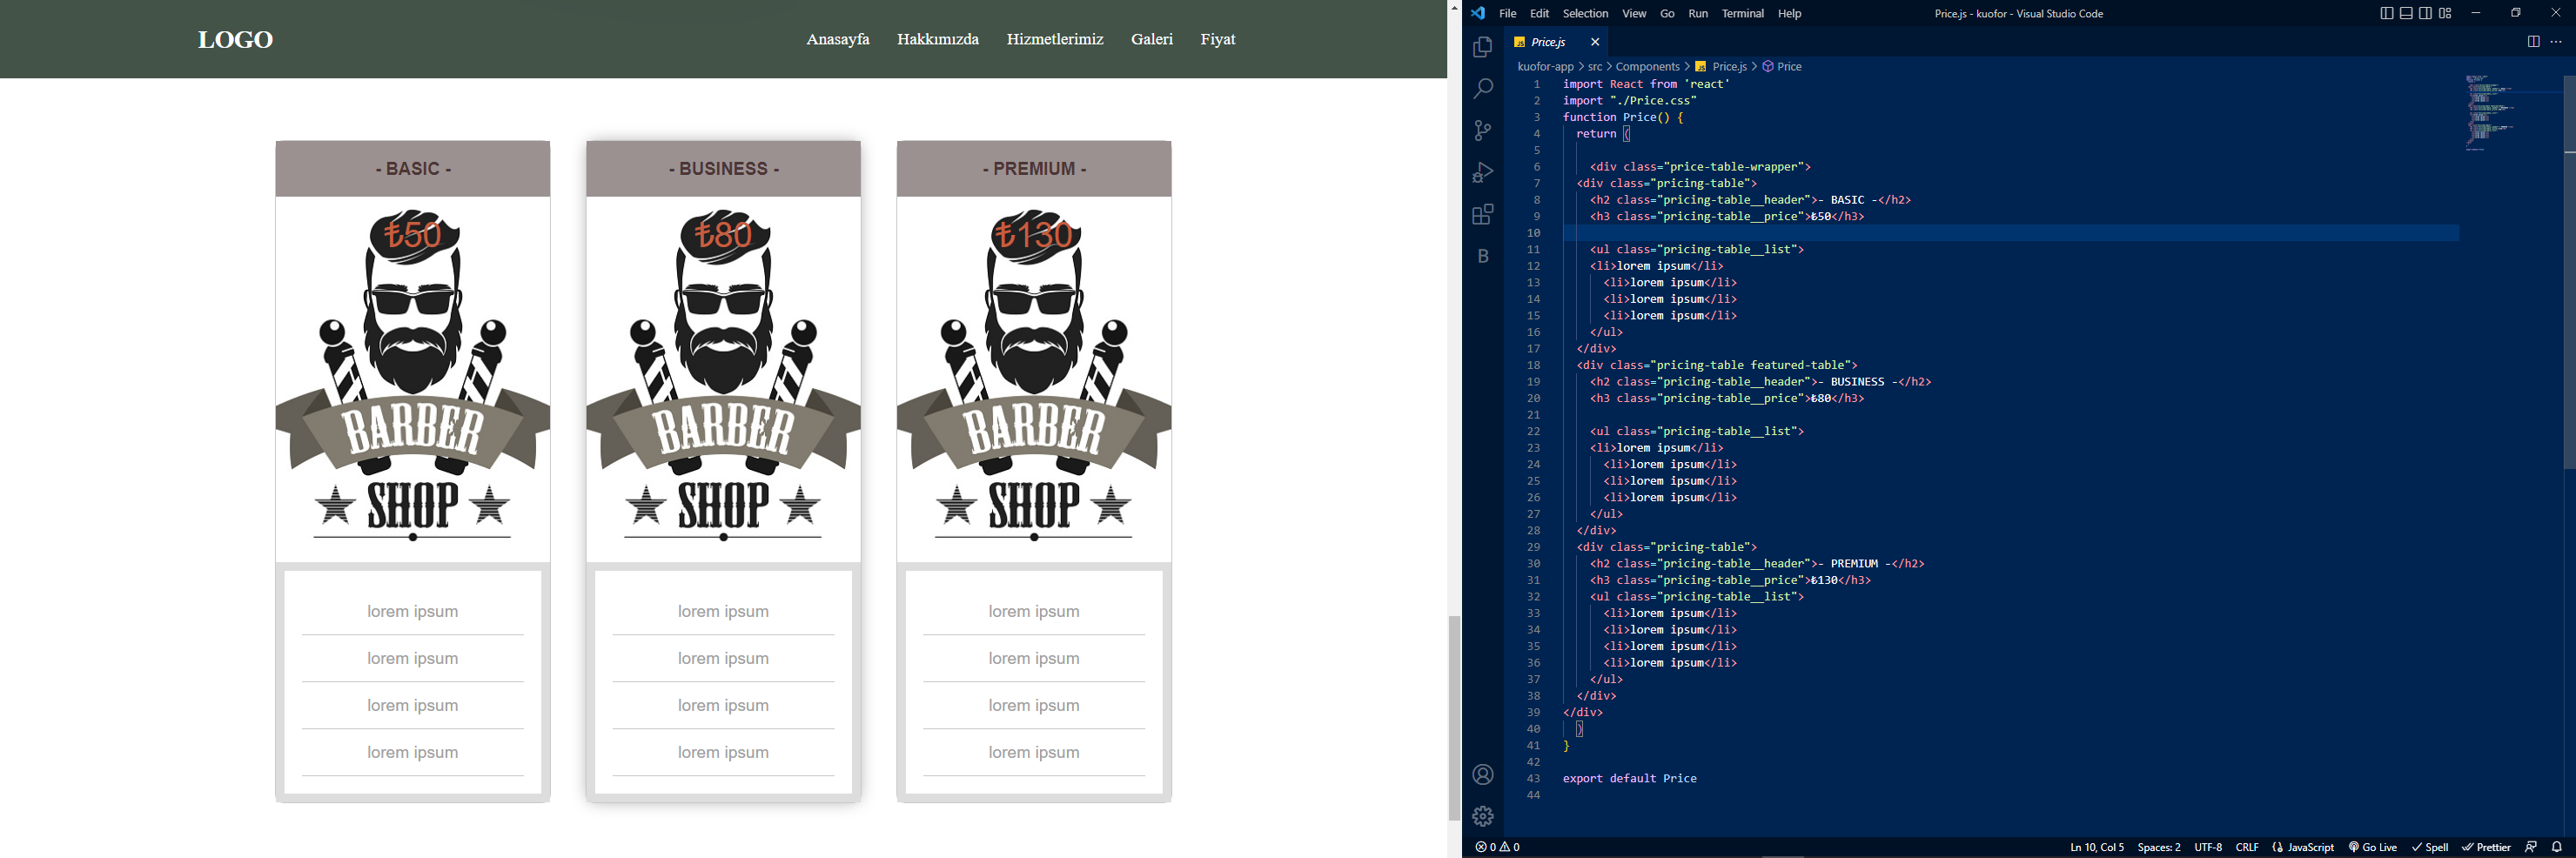 LOGO
Anasayfa Hakkımızda Hizmetlerimiz Galeri Fiyat
- BASIC -
₺50
BARBER
SHOP
lorem ipsum
lorem ipsum
lorem ipsum
lorem ipsum
- BUSINESS -
₺80
BARBER
SHOP
lorem ipsum
lorem ipsum
lorem ipsum
lorem ipsum
- PREMIUM -
₺130
BARBER
SHOP
lorem ipsum
lorem ipsum
lorem ipsum
lorem ipsum
File Edit Selection View Go Run Terminal Help
Price.js - kuofor - Visual Studio Code
Price.js
kuofor-app > src > Components > Price.js > Price
1 import React from 'react'
2 import "./Price.css"
3 function Price() {
4 return (
5
6 <div class="price-table-wrapper">
7 <div class="pricing-table">
8 <h2 class="pricing-table__header">- BASIC -</h2>
9 <h3 class="pricing-table__price">₺50</h3>
10
11 <ul class="pricing-table__list">
12 <li>lorem ipsum</li>
13 <li>lorem ipsum</li>
14 <li>lorem ipsum</li>
15 <li>lorem ipsum</li>
16 </ul>
17 </div>
18 <div class="pricing-table featured-table">
19 <h2 class="pricing-table__header">- BUSINESS -</h2>
20 <h3 class="pricing-table__price">₺80</h3>
21
22 <ul class="pricing-table__list">
23 <li>lorem ipsum</li>
24 <li>lorem ipsum</li>
25 <li>lorem ipsum</li>
26 <li>lorem ipsum</li>
27 </ul>
28 </div>
29 <div class="pricing-table">
30 <h2 class="pricing-table__header">- PREMIUM -</h2>
31 <h3 class="pricing-table__price">₺130</h3>
32 <ul class="pricing-table__list">
33 <li>lorem ipsum</li>
34 <li>lorem ipsum</li>
35 <li>lorem ipsum</li>
36 <li>lorem ipsum</li>
37 </ul>
38 </div>
39 </div>
40 )
41 }
42
43 export default Price
44
B
0 0
Ln 10, Col 5 Spaces: 2 UTF-8 CRLF JavaScript Go Live Spell Prettier